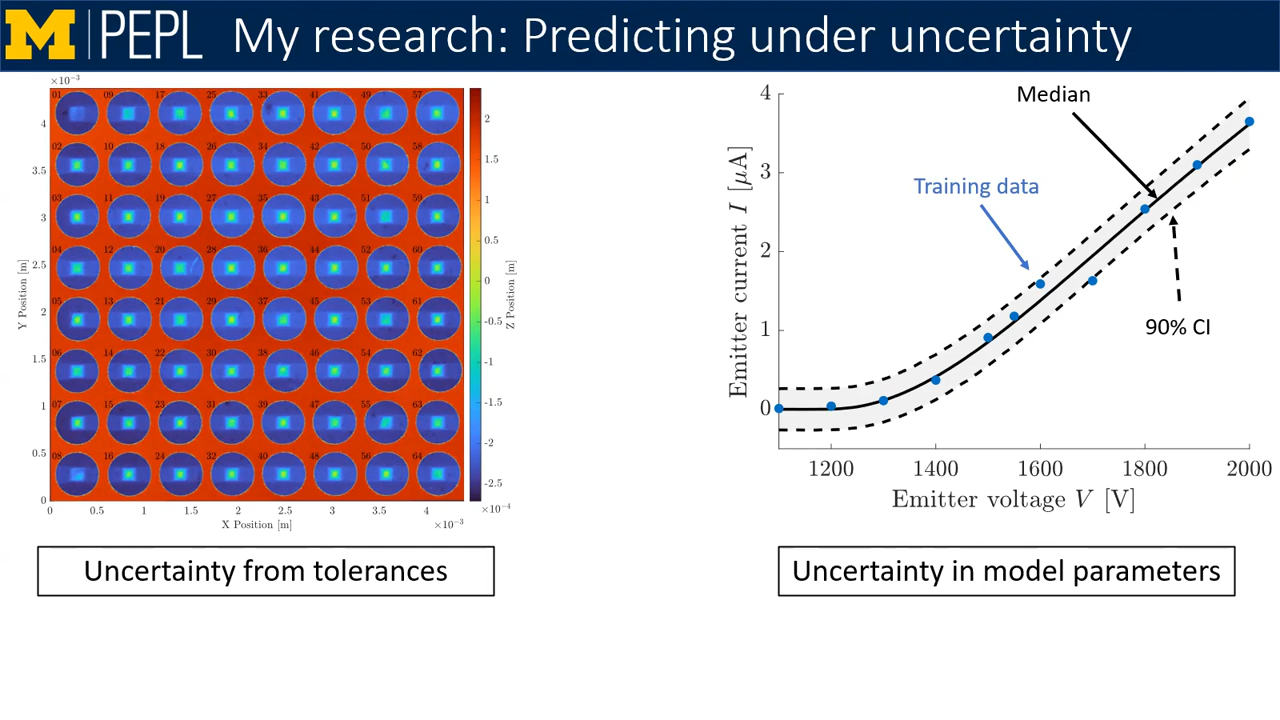 M PEPL
My research: Predicting under uncertainty
×10⁻³
01 09 17 25 33 41 49 57
02 10 18 26 34 42 50 58
03 11 19 27 35 43 51 59
04 12 20 28 36 44 52 60
05 13 21 29 37 45 53 61
06 14 22 30 38 46 54 62
07 15 23 31 39 47 55 63
08 16 24 32 40 48 56 64
4
3.5
3
2.5
2
1.5
1
0.5
0
Y Position [m]
0 0.5 1 1.5 2 2.5 3 3.5 4
X Position [m]
×10⁻³
2
1.5
1
0.5
0
-0.5
-1
-1.5
-2
-2.5
×10⁻⁴
Z Position [m]
Uncertainty from tolerances
Median
Training data
90% CI
4
3
2
1
0
Emitter current I [μA]
1200 1400 1600 1800 2000
Emitter voltage V [V]
Uncertainty in model parameters